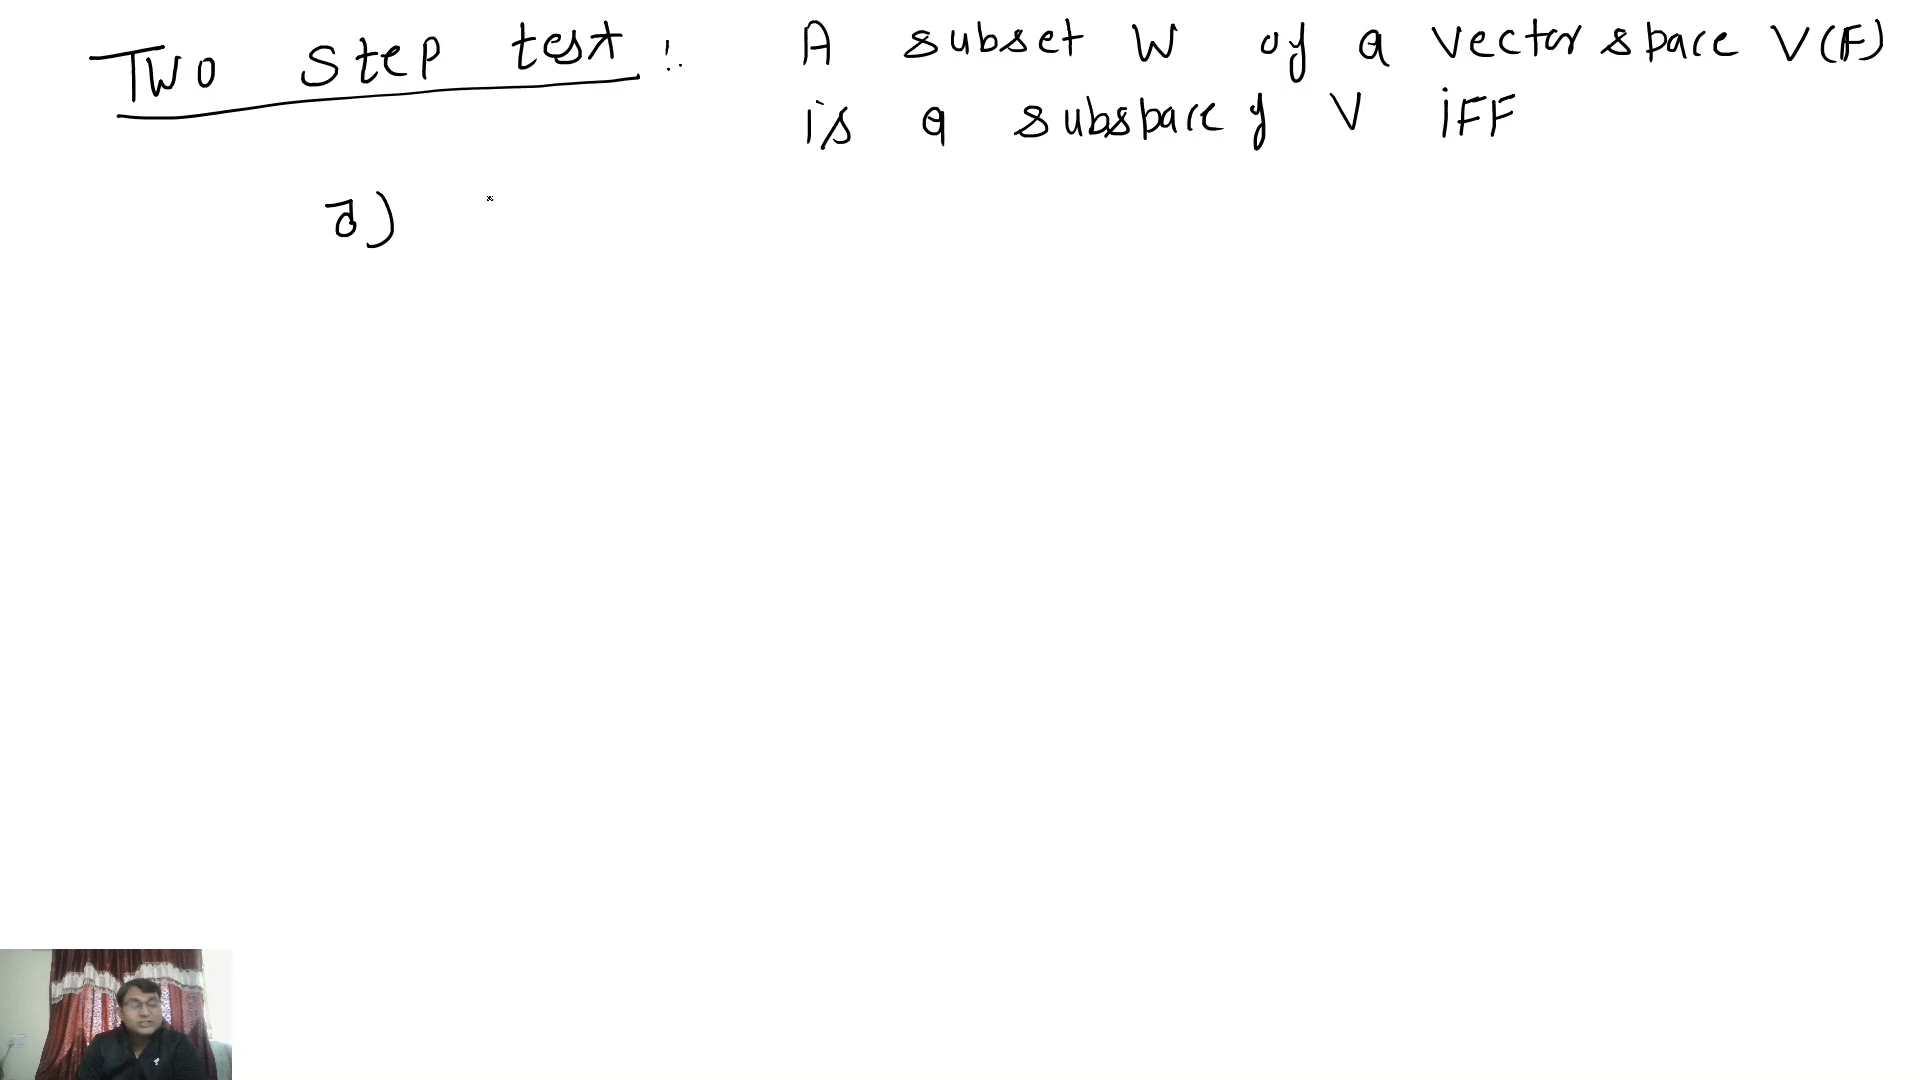 Two step test :. A subset W of a vector space V(F)
is a subspace of V iff
a)